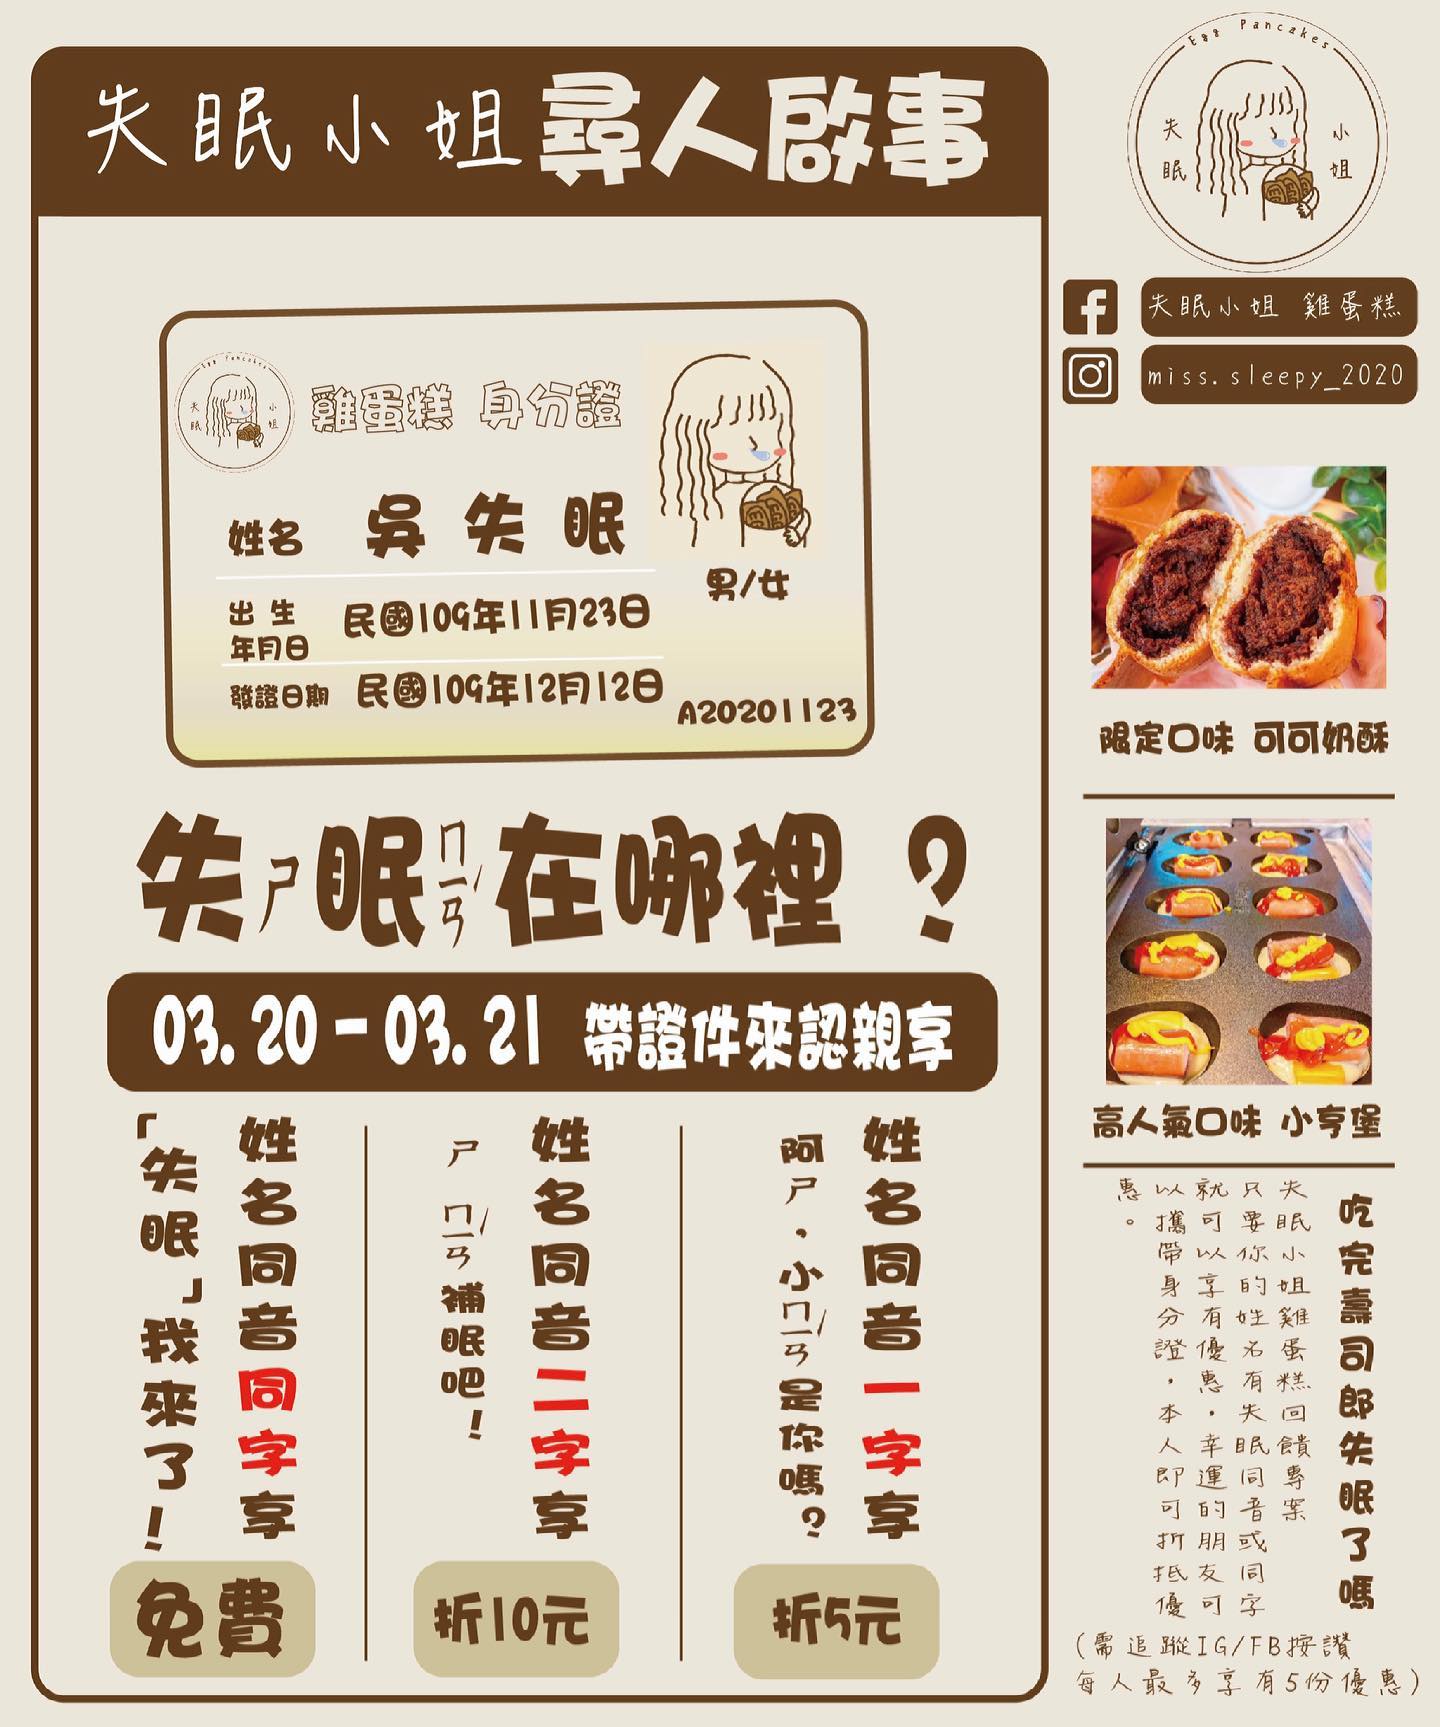 失眠小姐尋人啟事
Egg Pancakes
失眠 小姐
失眠小姐 雞蛋糕
miss.sleepy_2020
Egg Pancakes
失眠 小姐
雞蛋糕 身分證
姓名 吳失眠
男/女
出生年月日 民國109年11月23日
發證日期 民國109年12月12日
A20201123
失ㄕ眠ㄇㄧㄢˊ在哪裡？
03.20-03.21 帶證件來認親享
姓名同音一字享
阿ㄕ，小ㄇㄧㄢˊ是你嗎？
折5元
姓名同音二字享
ㄕ ㄇㄧㄢˊ補眠吧！
折10元
姓名同音同字享
「失眠」我來了！
免費
限定口味 可可奶酥
高人氣口味 小亨堡
吃完壽司郎失眠了嗎
失眠小姐雞蛋糕回饋專案
只要你的姓名有失眠同音或同字
就可以享有優惠，幸運的朋友可
以攜帶身分證，本人即可折抵優
惠。
(需追蹤IG/FB按讚
每人最多享有5份優惠)